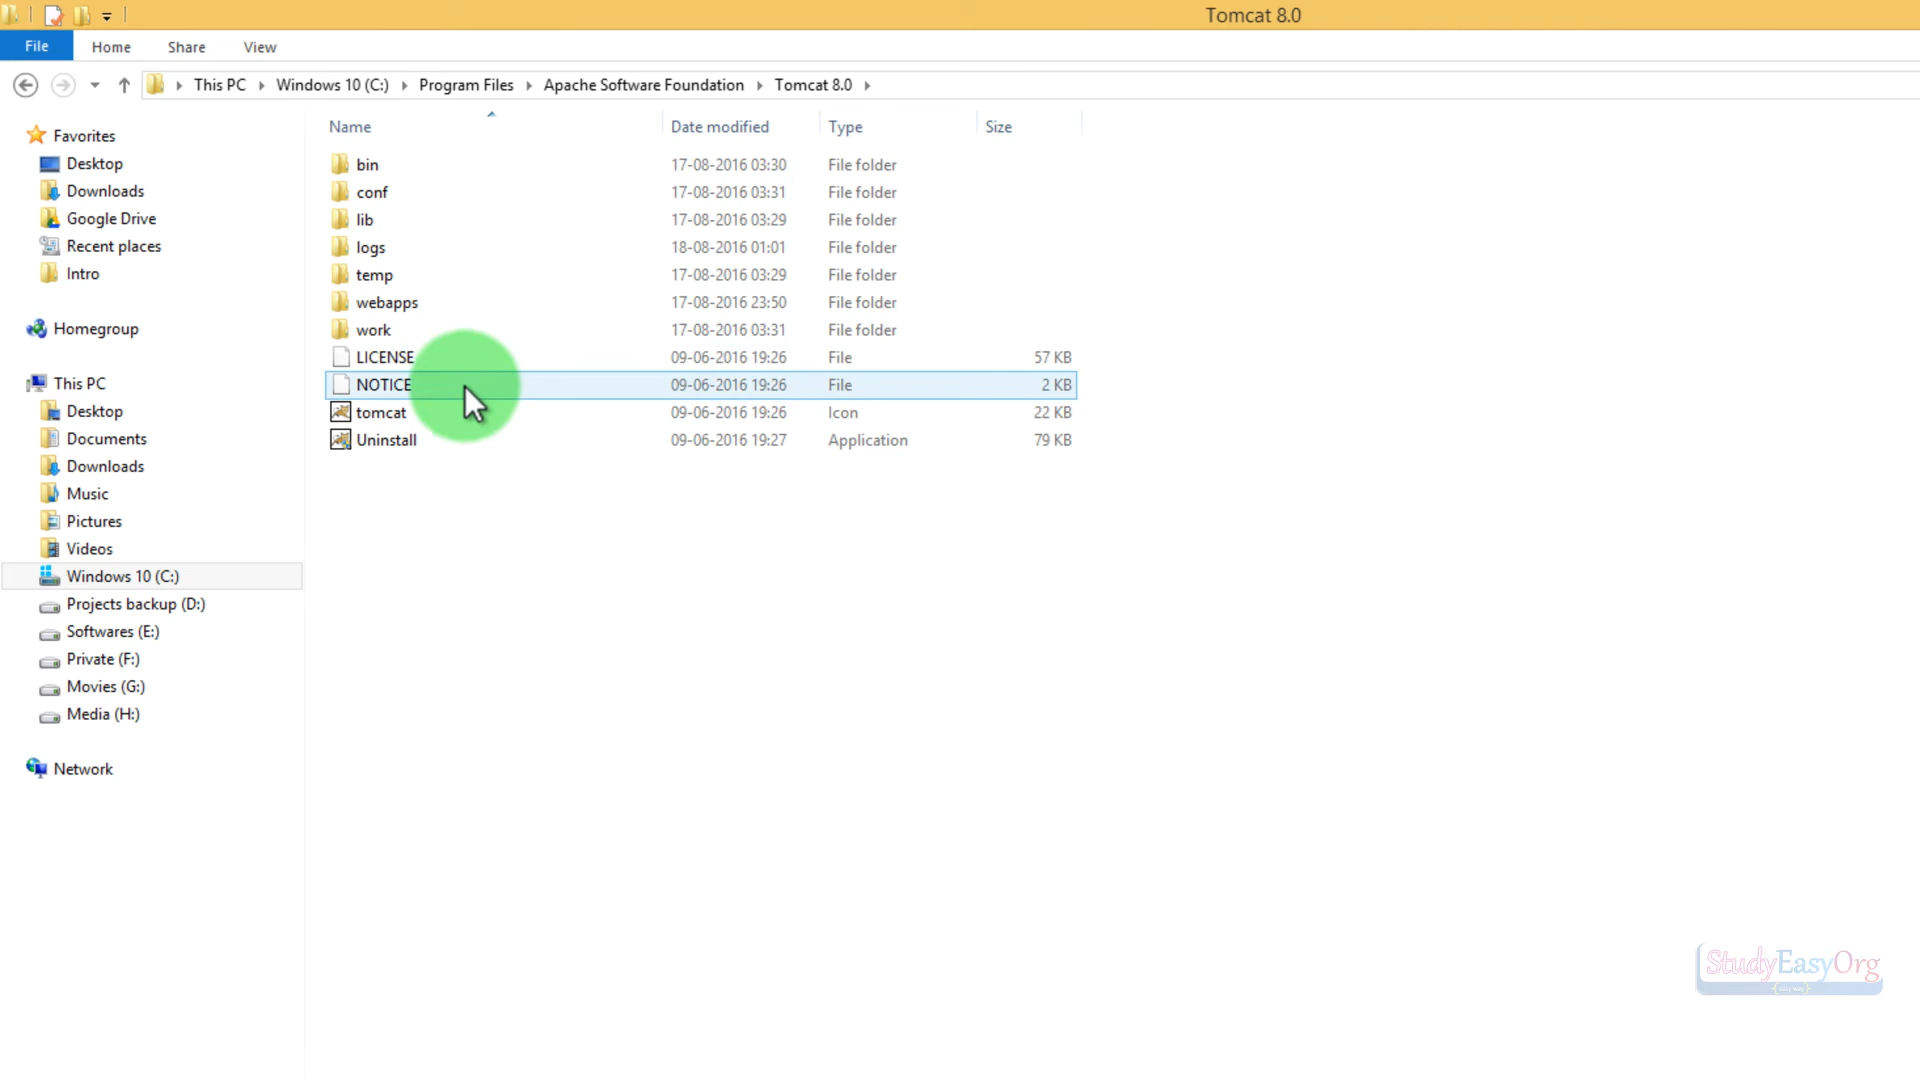 Tomcat 8.0
File Home Share View
This PC Windows 10 (C:) Program Files Apache Software Foundation Tomcat 8.0
Name Date modified Type Size
Favorites
Desktop
Downloads
Google Drive
Recent places
Intro
Homegroup
This PC
Desktop
Documents
Downloads
Music
Pictures
Videos
Windows 10 (C:)
Projects backup (D:)
Softwares (E:)
Private (F:)
Movies (G:)
Media (H:)
Network
bin 17-08-2016 03:30 File folder
conf 17-08-2016 03:31 File folder
lib 17-08-2016 03:29 File folder
logs 18-08-2016 01:01 File folder
temp 17-08-2016 03:29 File folder
webapps 17-08-2016 23:50 File folder
work 17-08-2016 03:31 File folder
LICENSE 09-06-2016 19:26 File 57 KB
NOTICE 09-06-2016 19:26 File 2 KB
tomcat 09-06-2016 19:26 Icon 22 KB
Uninstall 09-06-2016 19:27 Application 79 KB
StudyEasyOrg